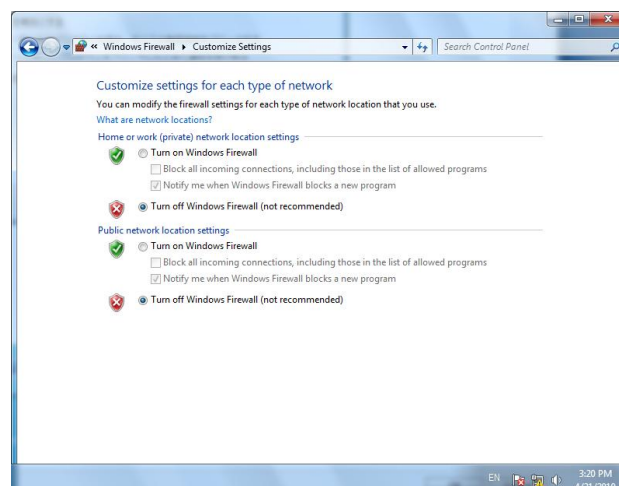 « Windows Firewall ▸ Customize Settings
Search Control Panel
Customize settings for each type of network
You can modify the firewall settings for each type of network location that you use.
What are network locations?
Home or work (private) network location settings
Turn on Windows Firewall
Block all incoming connections, including those in the list of allowed programs
Notify me when Windows Firewall blocks a new program
Turn off Windows Firewall (not recommended)
Public network location settings
Turn on Windows Firewall
Block all incoming connections, including those in the list of allowed programs
Notify me when Windows Firewall blocks a new program
Turn off Windows Firewall (not recommended)
EN
3:20 PM